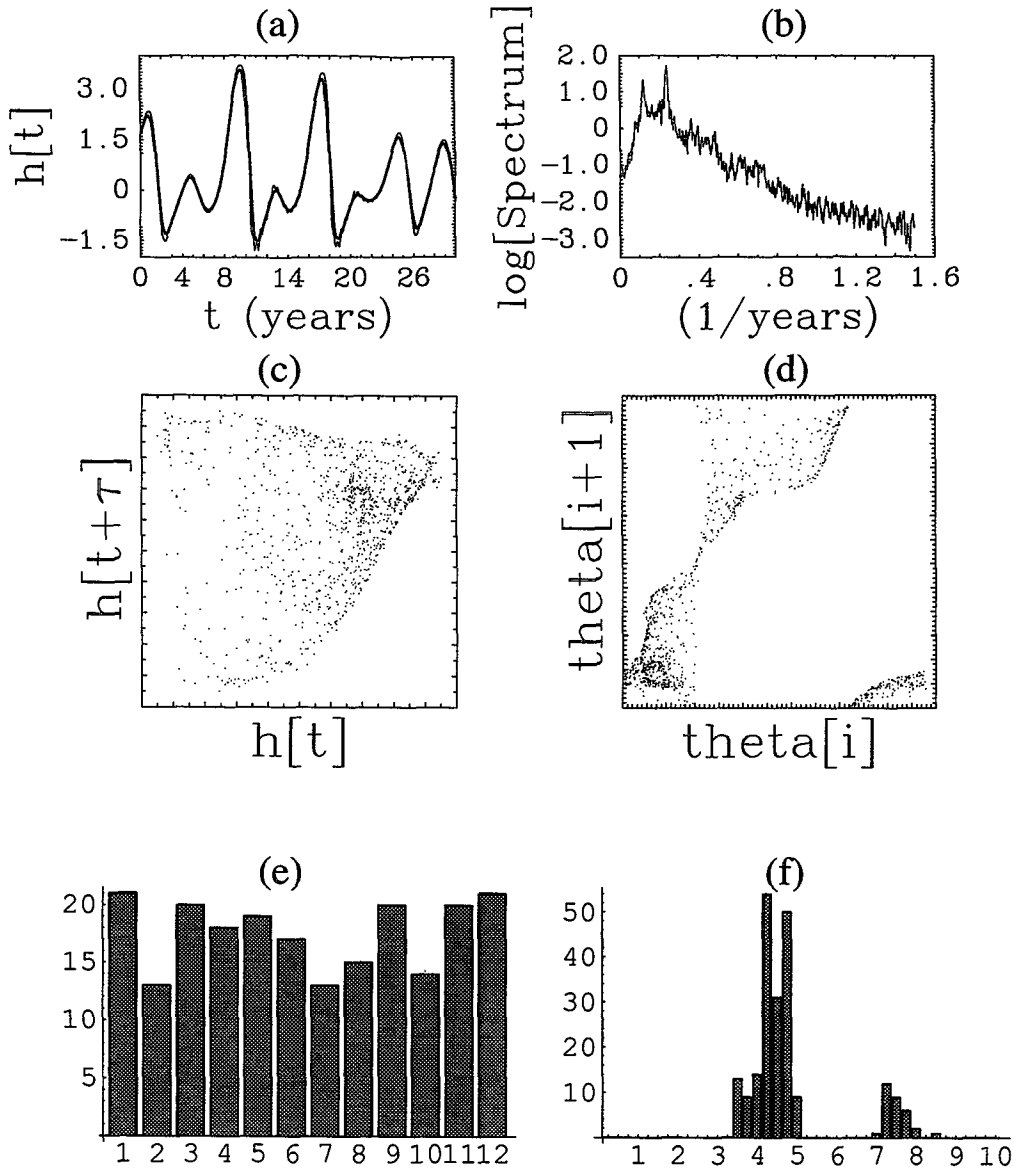 (a)
h[t]
3.0
1.5
0
−1.5
0 4 8 14 20 26
t (years)
(b)
log[Spectrum]
2.0
1.0
0
−1.0
−2.0
−3.0
0 .4 .8 1.2 1.6
(1/years)
(c)
h[t+τ]
h[t]
(d)
theta[i+1]
theta[i]
(e)
20
15
10
5
1 2 3 4 5 6 7 8 9 10 11 12
(f)
50
40
30
20
10
1 2 3 4 5 6 7 8 9 10